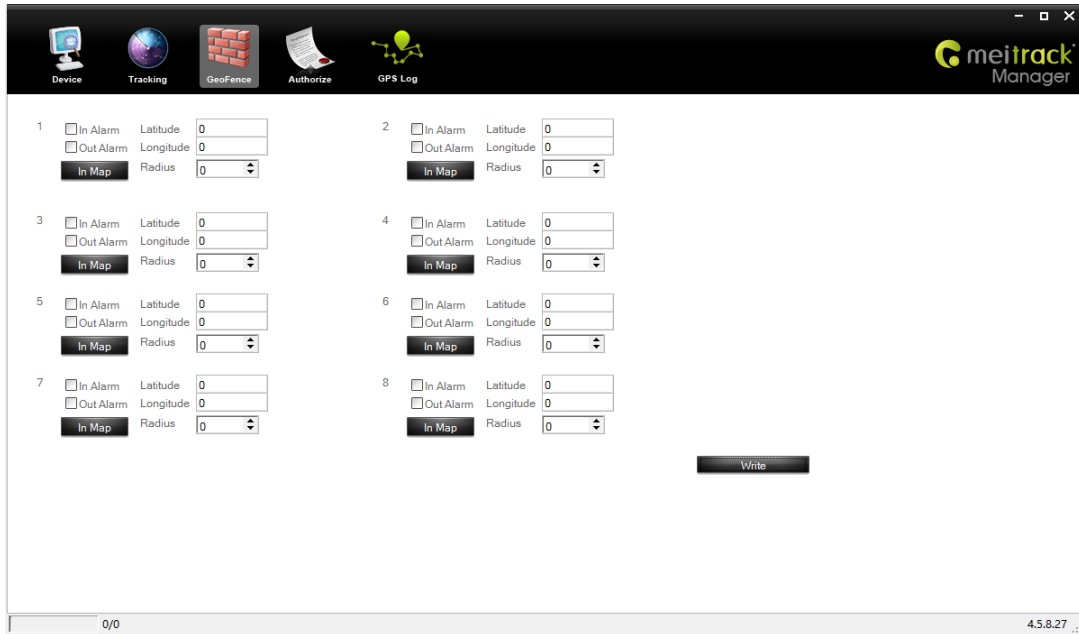 Device Tracking GeoFence Authorize GPS Log
meitrack
Manager
1 In Alarm Latitude 0 2 In Alarm Latitude 0
Out Alarm Longitude 0 Out Alarm Longitude 0
In Map Radius 0 In Map Radius 0
3 In Alarm Latitude 0 4 In Alarm Latitude 0
Out Alarm Longitude 0 Out Alarm Longitude 0
In Map Radius 0 In Map Radius 0
5 In Alarm Latitude 0 6 In Alarm Latitude 0
Out Alarm Longitude 0 Out Alarm Longitude 0
In Map Radius 0 In Map Radius 0
7 In Alarm Latitude 0 8 In Alarm Latitude 0
Out Alarm Longitude 0 Out Alarm Longitude 0
In Map Radius 0 In Map Radius 0
Write
0/0 4.5.8.27